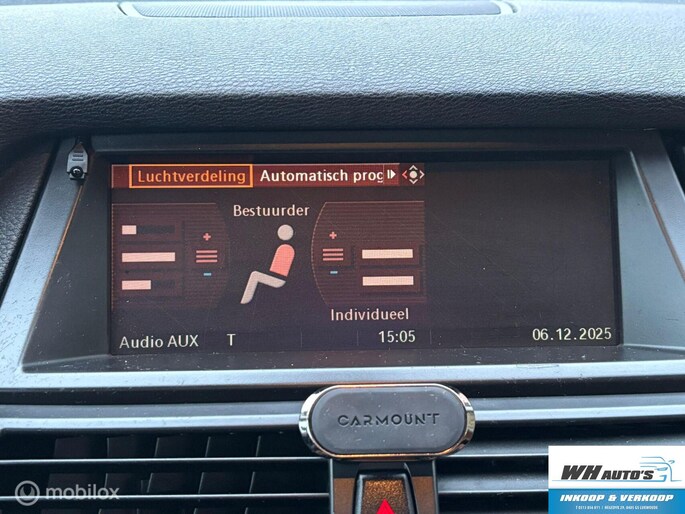 Luchtverdeling Automatisch prog
Bestuurder
Individueel
Audio AUX T 15:05 06.12.2025
CARMOUNT
mobilox
WH AUTO'S
INKOOP & VERKOOP